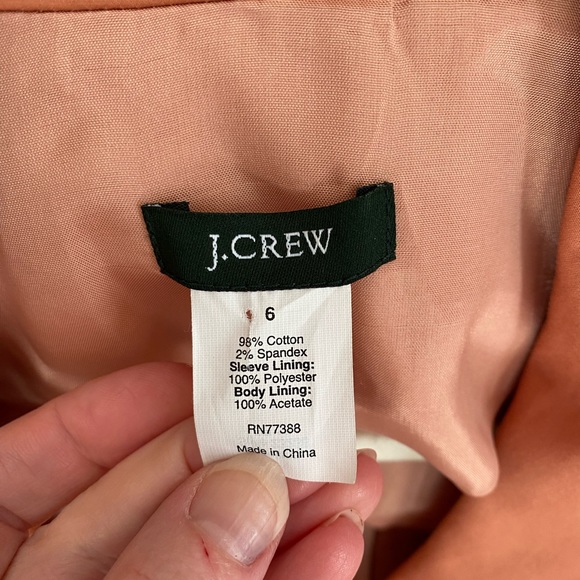 J.CREW
6
98% Cotton
2% Spandex
Sleeve Lining:
100% Polyester
Body Lining:
100% Acetate
RN77388
Made in China